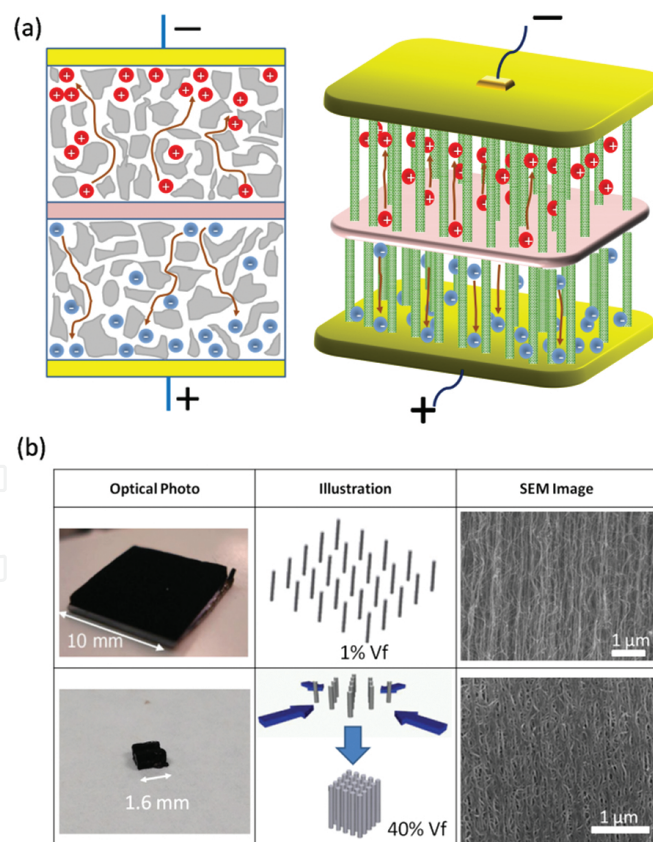 (a)
−
−
+
+
(b)
Optical Photo Illustration SEM Image
10 mm
1% Vf
1 μm
1.6 mm
40% Vf
1 μm